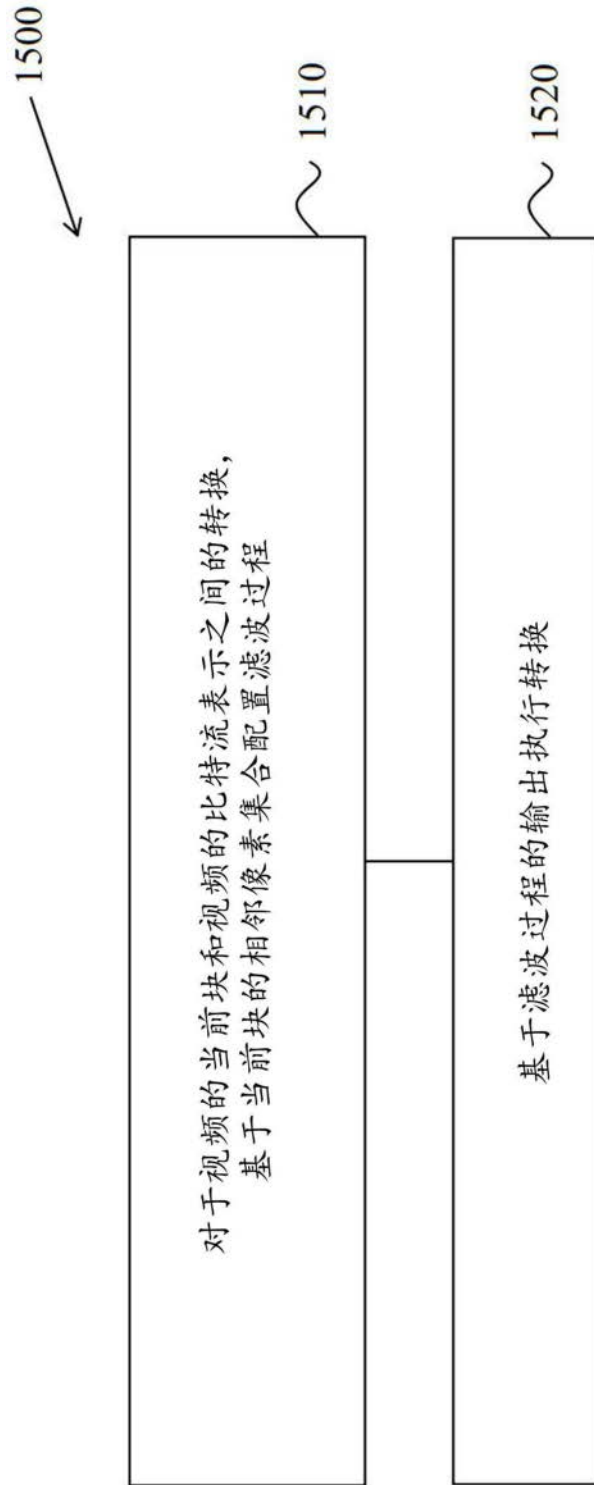 1500
对于视频的当前块和视频的比特流表示之间的转换，
基于当前块的相邻像素集合配置滤波过程
1510
基于滤波过程的输出执行转换
1520